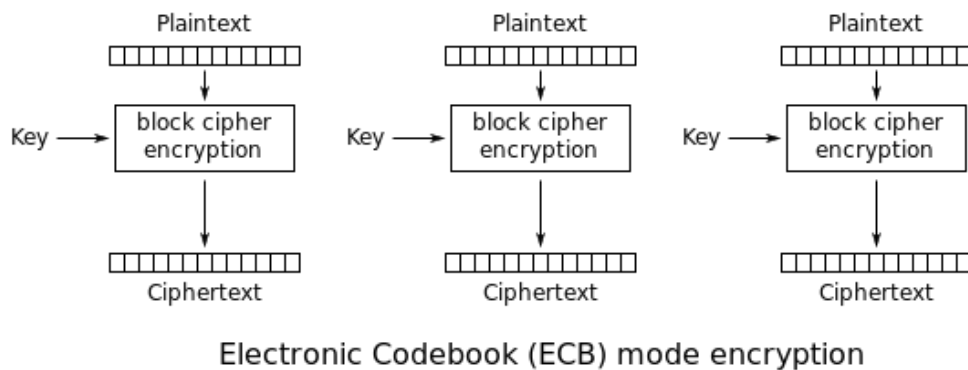 Plaintext
Plaintext
Plaintext
Key
block cipher
encryption
Key
block cipher
encryption
Key
block cipher
encryption
Ciphertext
Ciphertext
Ciphertext
Electronic Codebook (ECB) mode encryption